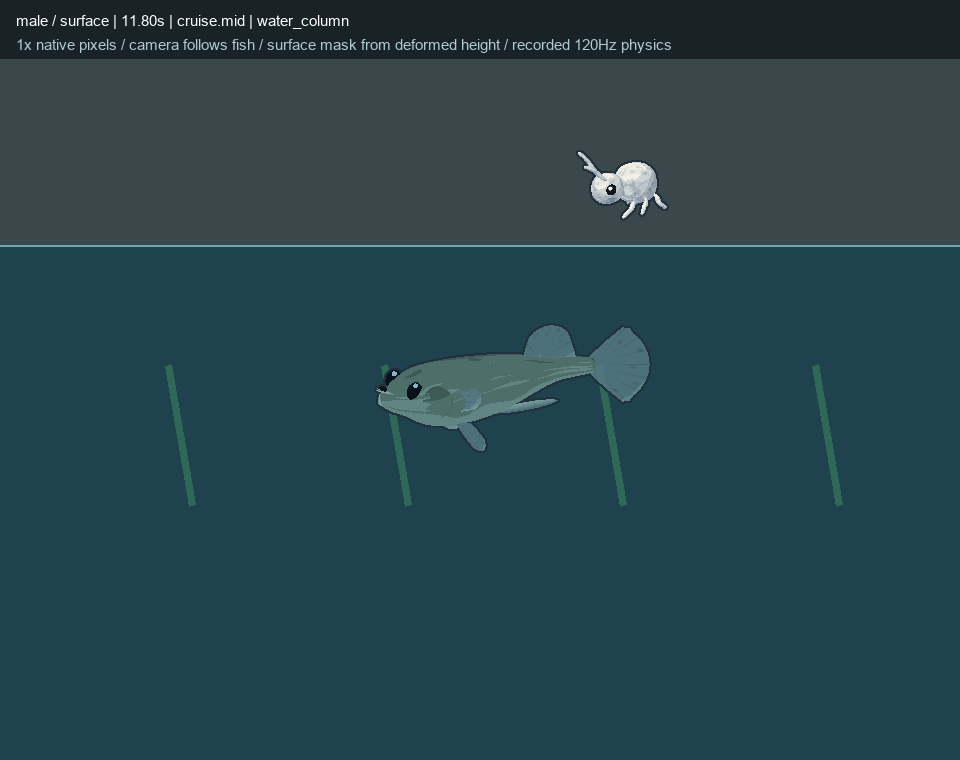 male / surface | 11.80s | cruise.mid | water_column
1x native pixels / camera follows fish / surface mask from deformed height / recorded 120Hz physics